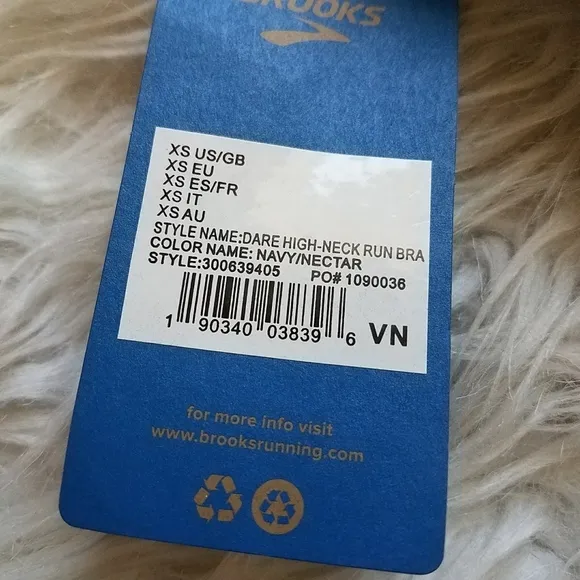 BROOKS
XS US/GB
XS EU
XS ES/FR
XS IT
XS AU
STYLE NAME:DARE HIGH-NECK RUN BRA
COLOR NAME: NAVY/NECTAR
STYLE:300639405 PO# 1090036
1 90340 03839 6 VN
for more info visit
www.brooksrunning.com